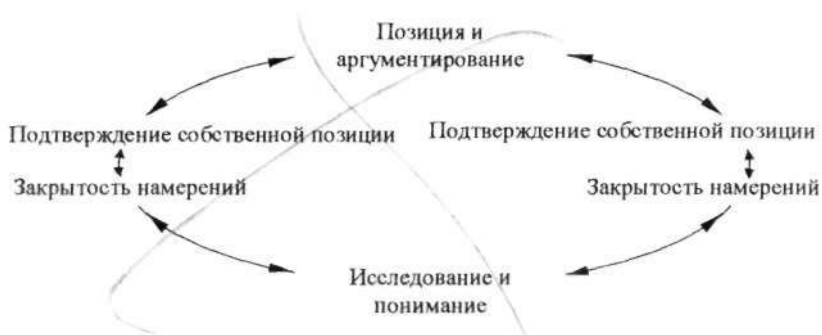 Позиция и
аргументирование
Подтверждение собственной позиции
Подтверждение собственной позиции
Закрытость намерений
Закрытость намерений
Исследование и
понимание